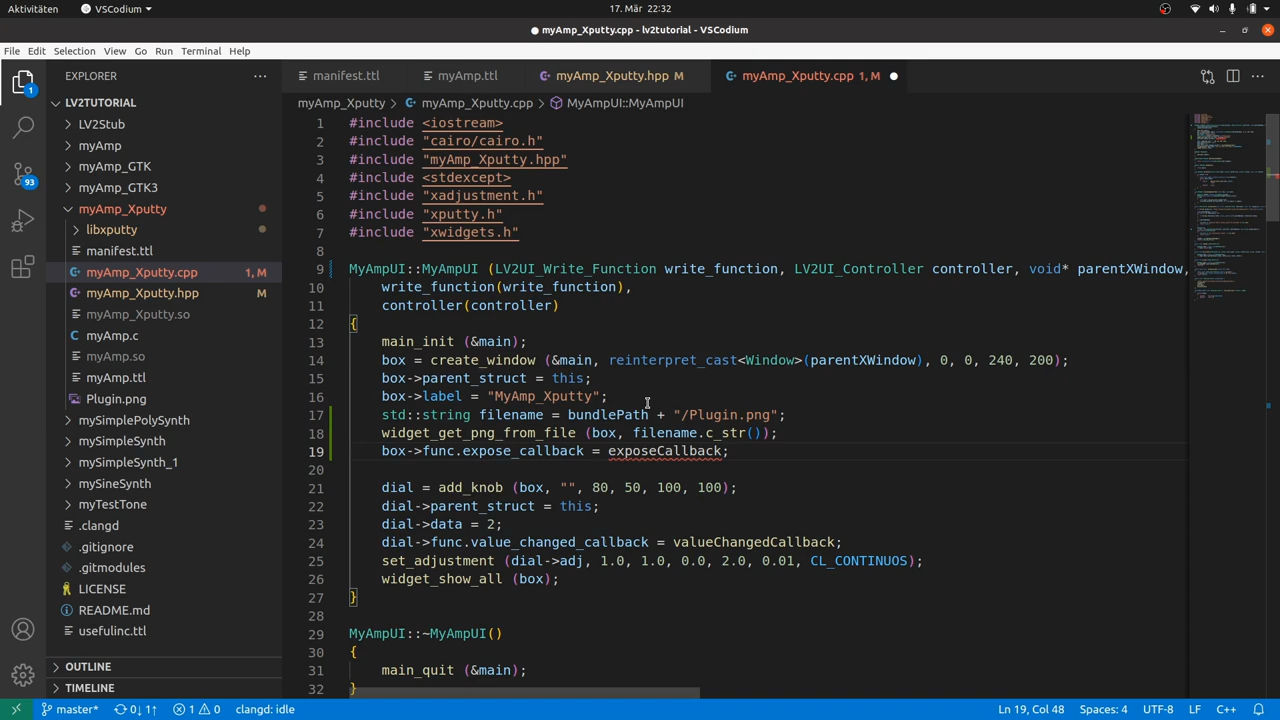 Aktivitäten VSCodium 17. Mär 22:32
myAmp_Xputty.cpp - lv2tutorial - VSCodium
File Edit Selection View Go Run Terminal Help
EXPLORER
manifest.ttl myAmp.ttl myAmp_Xputty.hpp M myAmp_Xputty.cpp 1, M
LV2TUTORIAL
LV2Stub
myAmp
myAmp_GTK
myAmp_GTK3
myAmp_Xputty
libxputty
manifest.ttl
myAmp_Xputty.cpp 1, M
myAmp_Xputty.hpp M
myAmp_Xputty.so
myAmp.c
myAmp.so
myAmp.ttl
Plugin.png
mySimplePolySynth
mySimpleSynth
mySimpleSynth_1
mySineSynth
myTestTone
.clangd
.gitignore
.gitmodules
LICENSE
README.md
usefulinc.ttl
OUTLINE
TIMELINE
1
93
myAmp_Xputty > myAmp_Xputty.cpp > MyAmpUI::MyAmpUI
1 #include <iostream>
2 #include "cairo/cairo.h"
3 #include "myAmp_Xputty.hpp"
4 #include <stdexcept>
5 #include "xadjustment.h"
6 #include "xputty.h"
7 #include "xwidgets.h"
8
9 MyAmpUI::MyAmpUI (LV2UI_Write_Function write_function, LV2UI_Controller controller, void* parentXWindow,
10 write_function(write_function),
11 controller(controller)
12 {
13 main_init (&main);
14 box = create_window (&main, reinterpret_cast<Window>(parentXWindow), 0, 0, 240, 200);
15 box->parent_struct = this;
16 box->label = "MyAmp_Xputty";
17 std::string filename = bundlePath + "/Plugin.png";
18 widget_get_png_from_file (box, filename.c_str());
19 box->func.expose_callback = exposeCallback;
20
21 dial = add_knob (box, "", 80, 50, 100, 100);
22 dial->parent_struct = this;
23 dial->data = 2;
24 dial->func.value_changed_callback = valueChangedCallback;
25 set_adjustment (dial->adj, 1.0, 1.0, 0.0, 2.0, 0.01, CL_CONTINUOS);
26 widget_show_all (box);
27 }
28
29 MyAmpUI::~MyAmpUI()
30 {
31 main_quit (&main);
32 }
master* 0↓ 1↑ 1 0 clangd: idle Ln 19, Col 48 Spaces: 4 UTF-8 LF C++